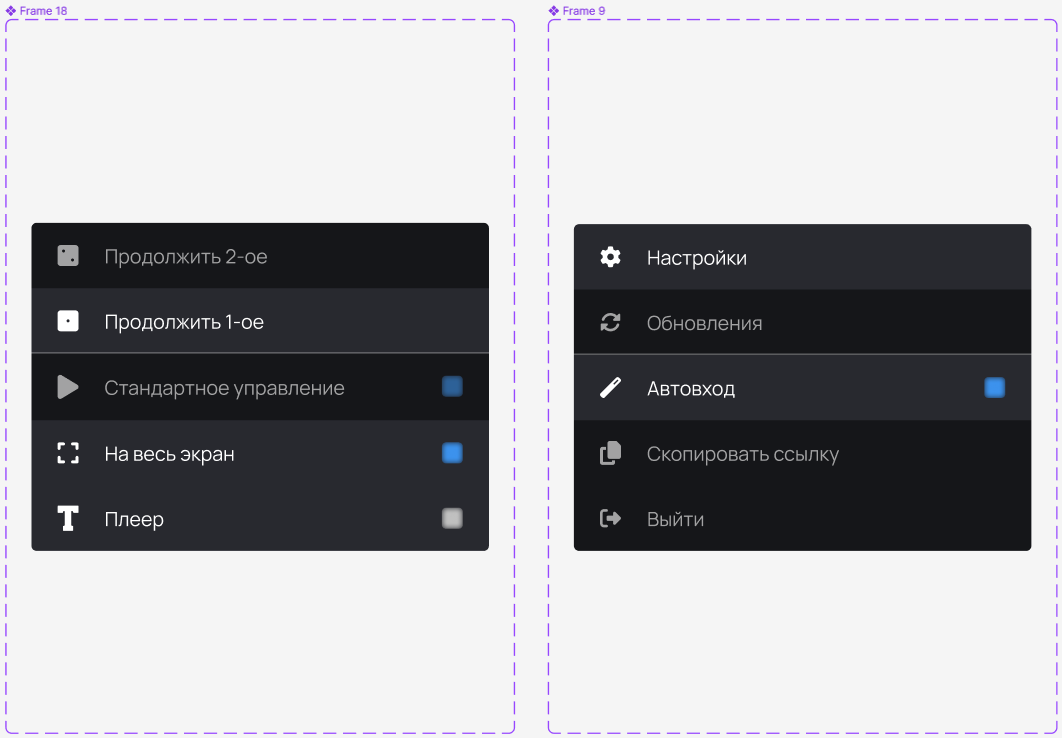 Frame 18
Продолжить 2-ое
Продолжить 1-ое
Стандартное управление
На весь экран
Плеер
Frame 9
Настройки
Обновления
Автовход
Скопировать ссылку
Выйти